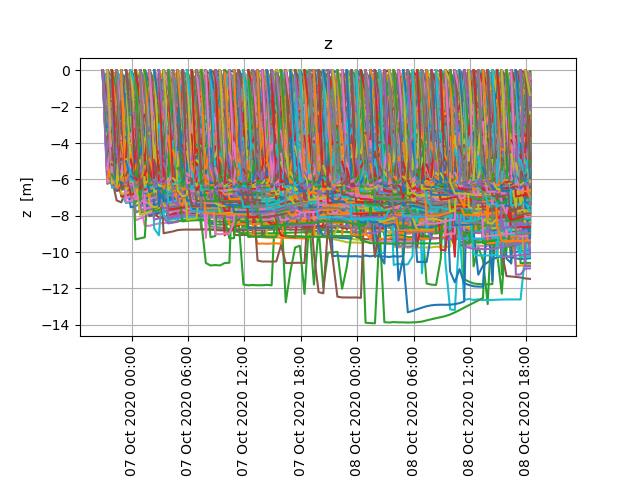 z
0
−2
−4
−6
−8
−10
−12
−14
z [m]
07 Oct 2020 00:00
07 Oct 2020 06:00
07 Oct 2020 12:00
07 Oct 2020 18:00
08 Oct 2020 00:00
08 Oct 2020 06:00
08 Oct 2020 12:00
08 Oct 2020 18:00